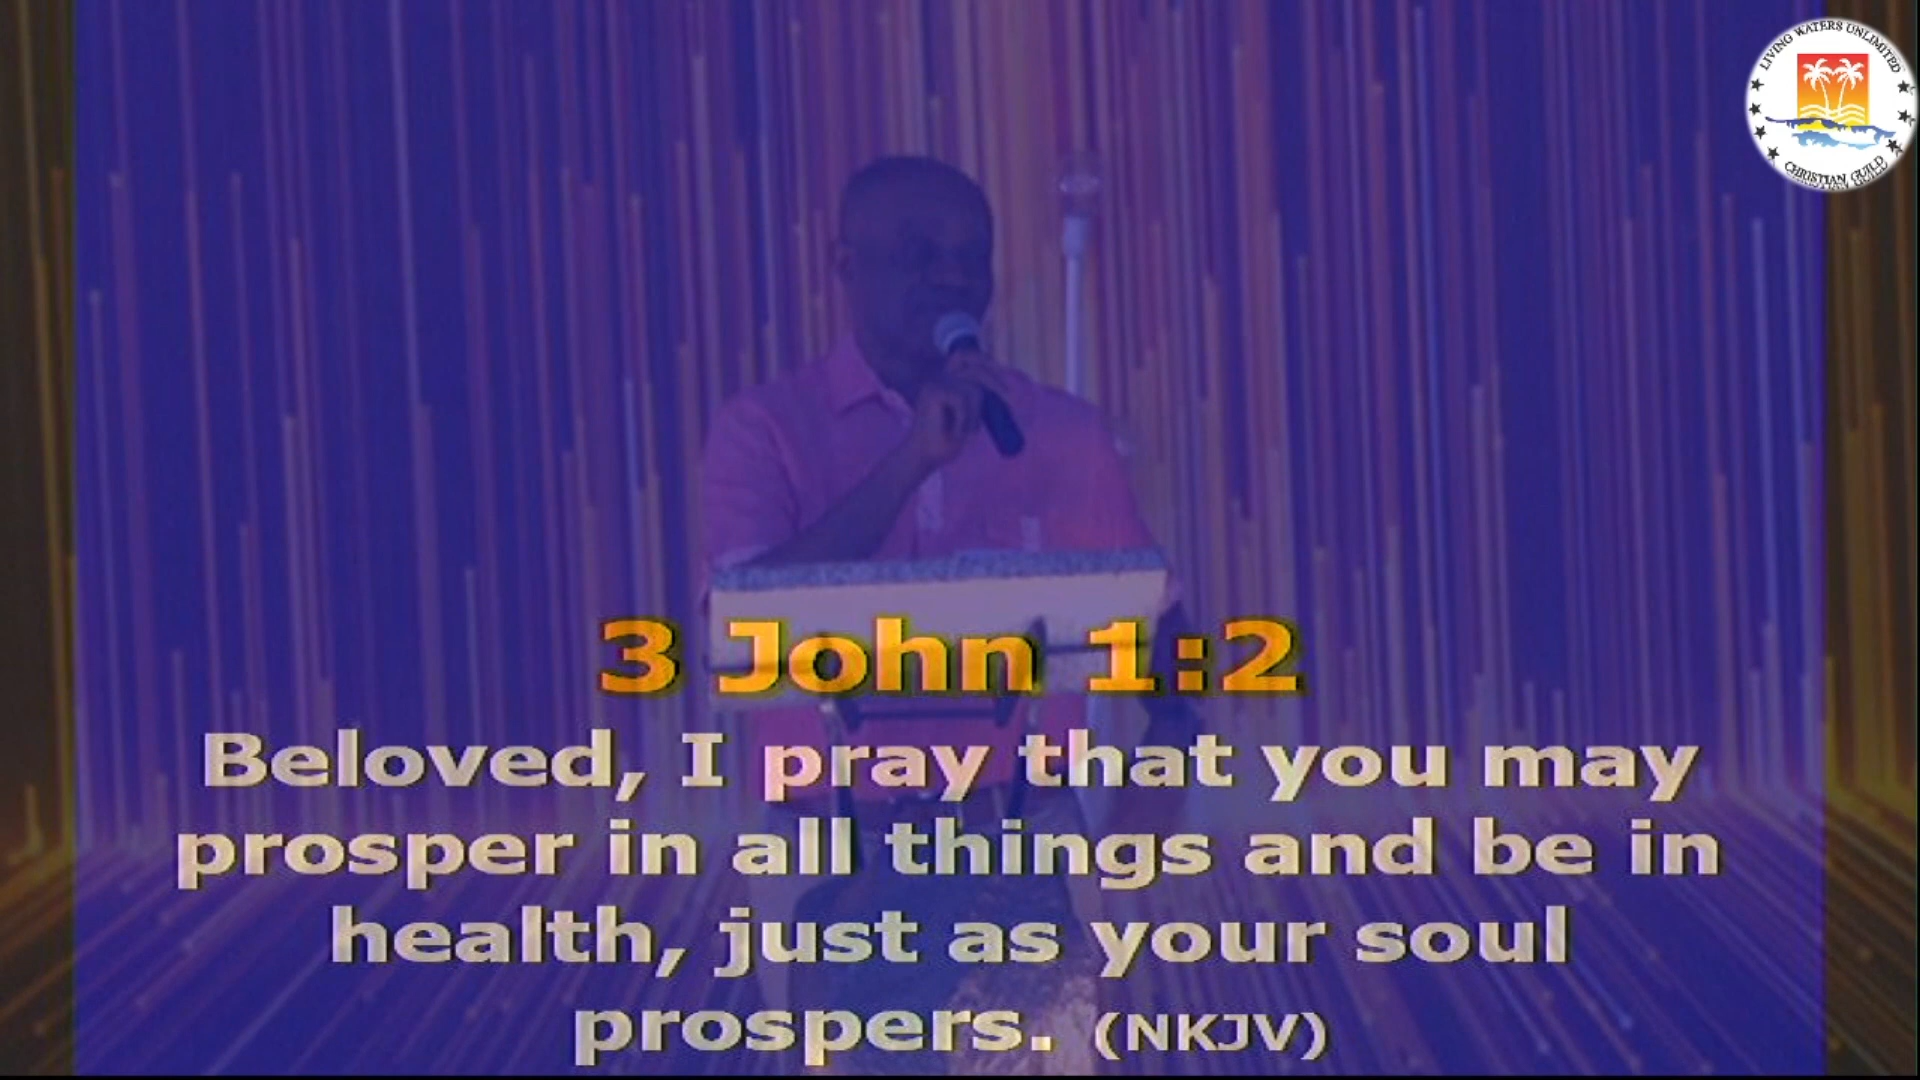 LIVING WATERS UNLIMITED
CHRISTIAN GUILD
3 John 1:2
Beloved, I pray that you may
prosper in all things and be in
health, just as your soul
prospers. (NKJV)